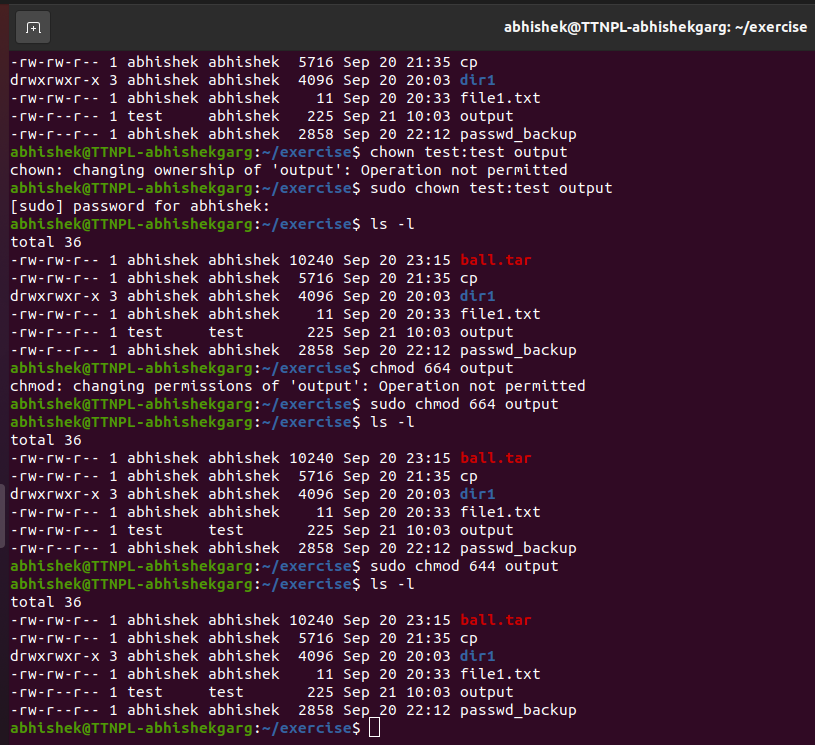 abhishek@TTNPL-abhishekgarg: ~/exercise
-rw-rw-r-- 1 abhishek abhishek  5716 Sep 20 21:35 cp
drwxrwxr-x 3 abhishek abhishek  4096 Sep 20 20:03 dir1
-rw-rw-r-- 1 abhishek abhishek    11 Sep 20 20:33 file1.txt
-rw-r--r-- 1 test     abhishek   225 Sep 21 10:03 output
-rw-r--r-- 1 abhishek abhishek  2858 Sep 20 22:12 passwd_backup
abhishek@TTNPL-abhishekgarg:~/exercise$ chown test:test output
chown: changing ownership of 'output': Operation not permitted
abhishek@TTNPL-abhishekgarg:~/exercise$ sudo chown test:test output
[sudo] password for abhishek:
abhishek@TTNPL-abhishekgarg:~/exercise$ ls -l
total 36
-rw-rw-r-- 1 abhishek abhishek 10240 Sep 20 23:15 ball.tar
-rw-rw-r-- 1 abhishek abhishek  5716 Sep 20 21:35 cp
drwxrwxr-x 3 abhishek abhishek  4096 Sep 20 20:03 dir1
-rw-rw-r-- 1 abhishek abhishek    11 Sep 20 20:33 file1.txt
-rw-r--r-- 1 test     test       225 Sep 21 10:03 output
-rw-r--r-- 1 abhishek abhishek  2858 Sep 20 22:12 passwd_backup
abhishek@TTNPL-abhishekgarg:~/exercise$ chmod 664 output
chmod: changing permissions of 'output': Operation not permitted
abhishek@TTNPL-abhishekgarg:~/exercise$ sudo chmod 664 output
abhishek@TTNPL-abhishekgarg:~/exercise$ ls -l
total 36
-rw-rw-r-- 1 abhishek abhishek 10240 Sep 20 23:15 ball.tar
-rw-rw-r-- 1 abhishek abhishek  5716 Sep 20 21:35 cp
drwxrwxr-x 3 abhishek abhishek  4096 Sep 20 20:03 dir1
-rw-rw-r-- 1 abhishek abhishek    11 Sep 20 20:33 file1.txt
-rw-rw-r-- 1 test     test       225 Sep 21 10:03 output
-rw-r--r-- 1 abhishek abhishek  2858 Sep 20 22:12 passwd_backup
abhishek@TTNPL-abhishekgarg:~/exercise$ sudo chmod 644 output
abhishek@TTNPL-abhishekgarg:~/exercise$ ls -l
total 36
-rw-rw-r-- 1 abhishek abhishek 10240 Sep 20 23:15 ball.tar
-rw-rw-r-- 1 abhishek abhishek  5716 Sep 20 21:35 cp
drwxrwxr-x 3 abhishek abhishek  4096 Sep 20 20:03 dir1
-rw-rw-r-- 1 abhishek abhishek    11 Sep 20 20:33 file1.txt
-rw-r--r-- 1 test     test       225 Sep 21 10:03 output
-rw-r--r-- 1 abhishek abhishek  2858 Sep 20 22:12 passwd_backup
abhishek@TTNPL-abhishekgarg:~/exercise$